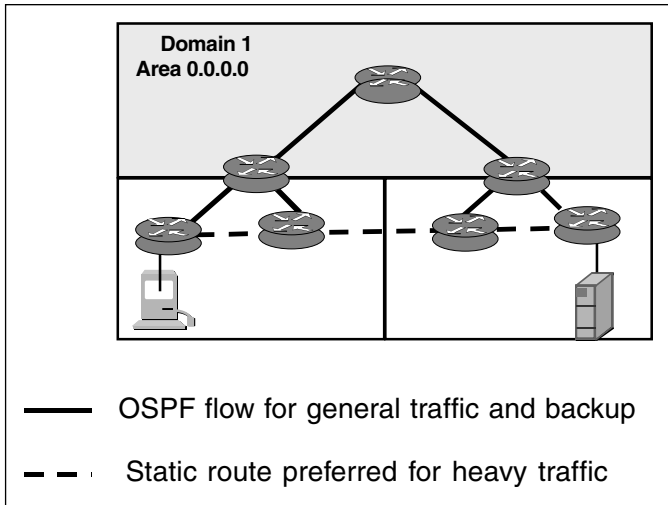 Domain 1
Area 0.0.0.0
OSPF flow for general traffic and backup
Static route preferred for heavy traffic